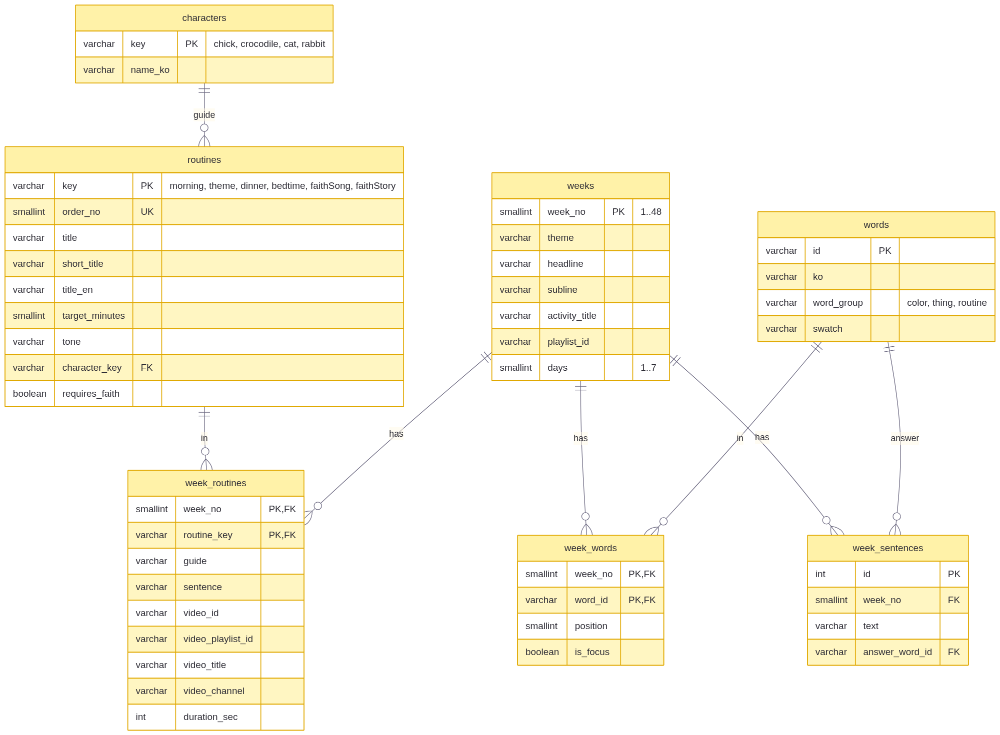 characters
varchar key PK chick, crocodile, cat, rabbit
varchar name_ko
guide
routines
varchar key PK morning, theme, dinner, bedtime, faithSong, faithStory
smallint order_no UK
varchar title
varchar short_title
varchar title_en
smallint target_minutes
varchar tone
varchar character_key FK
boolean requires_faith
weeks
smallint week_no PK 1..48
varchar theme
varchar headline
varchar subline
varchar activity_title
varchar playlist_id
smallint days 1..7
words
varchar id PK
varchar ko
varchar word_group color, thing, routine
varchar swatch
in
has
has
in
has
answer
week_routines
smallint week_no PK,FK
varchar routine_key PK,FK
varchar guide
varchar sentence
varchar video_id
varchar video_playlist_id
varchar video_title
varchar video_channel
int duration_sec
week_words
smallint week_no PK,FK
varchar word_id PK,FK
smallint position
boolean is_focus
week_sentences
int id PK
smallint week_no FK
varchar text
varchar answer_word_id FK